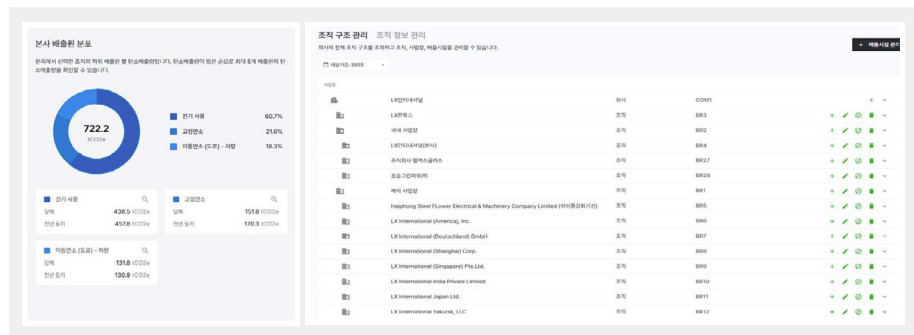 본사 배출원 분포
왼쪽에서 선택한 조직의 하위 배출원 별 탄소배출량입니다. 탄소배출량이 많은 순으로 최대 5개 배출원의 탄
소배출량을 확인할 수 있습니다.
722.2
tCO2e
전기 사용 60.7%
고정연소 21.0%
이동연소 (도로) - 차량 18.3%
전기 사용
당해 438.5 tCO2e
전년 동기 457.8 tCO2e
고정연소
당해 151.8 tCO2e
전년 동기 170.3 tCO2e
이동연소 (도로) - 차량
당해 131.8 tCO2e
전년 동기 130.9 tCO2e
조직 구조 관리 조직 정보 관리
회사의 전체 조직 구조를 조회하고 조직, 사업장, 배출시설을 관리할 수 있습니다.
+ 배출시설 관리
대상기간: 2025
사업장
LX인터내셔널 회사 COM1
LX판토스 조직 BR3
국내 사업장 조직 BR2
LX인터내셔널(본사) 조직 BR4
주식회사 엘엑스글라스 조직 BR27
포승그린파워㈜ 조직 BR28
해외 사업장 조직 BR1
Haiphong Steel FLower Electrical & Machinery Company Limited 조직 BR5
LX International (America), Inc. 조직 BR6
LX International (Deutschland) GmbH 조직 BR7
LX International (Shanghai) Corp. 조직 BR8
LX International (Singapore) Pte.Ltd. 조직 BR9
LX International India Private Limited 조직 BR10
LX International Japan Ltd. 조직 BR11
LX International Yakutsk, LLC 조직 BR12